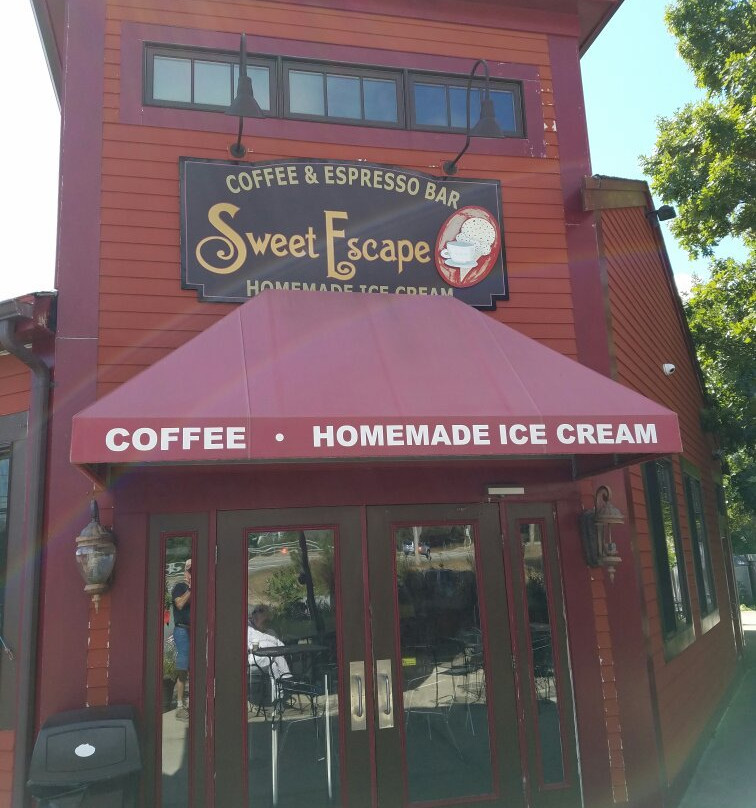 COFFEE & ESPRESSO BAR
Sweet Escape
HOMEMADE ICE CREAM
COFFEE • HOMEMADE ICE CREAM